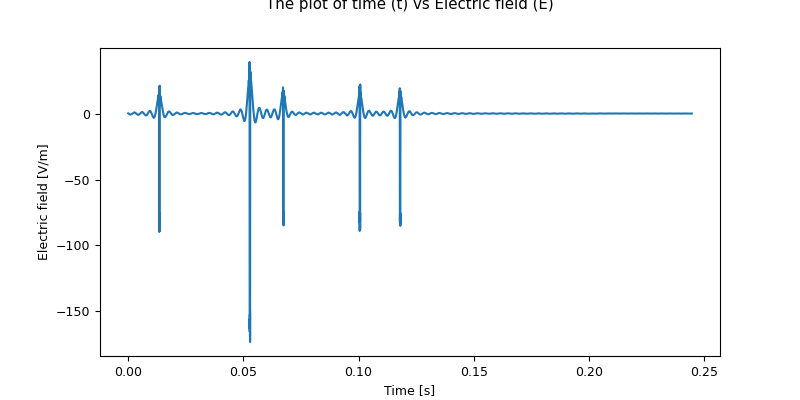 The plot of time (t) vs Electric field (E)
Electric field [V/m]
0
−50
−100
−150
0.00 0.05 0.10 0.15 0.20 0.25
Time [s]